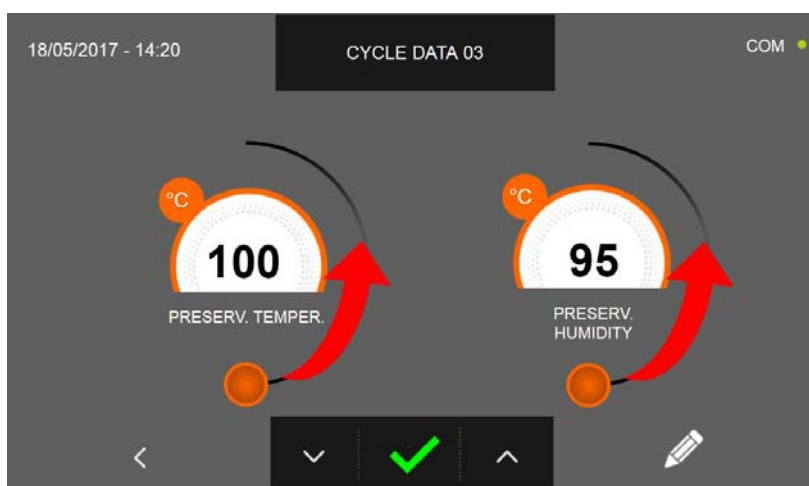 18/05/2017 - 14:20
CYCLE DATA 03
COM
°C
100
PRESERV. TEMPER.
°C
95
PRESERV.
HUMIDITY